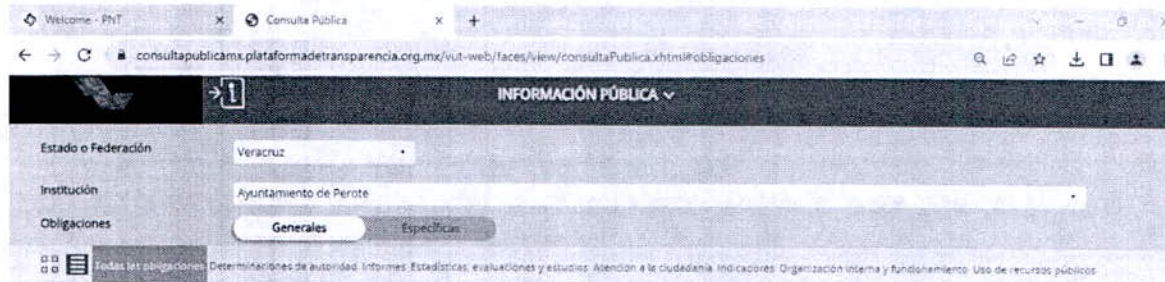 Welcome - PNT
Consulta Pública
consultapublicamx.plataformadetransparencia.org.mx/vut-web/faces/view/consultaPublica.xhtml#obligaciones
INFORMACIÓN PÚBLICA
Estado o Federación
Veracruz
Institución
Ayuntamiento de Perote
Obligaciones
Generales
Específicas
Todas las obligaciones Determinaciones de autoridad Informes Estadísticas, evaluaciones y estudios Atención a la ciudadanía Indicadores Organización interna y funcionamiento Uso de recursos públicos